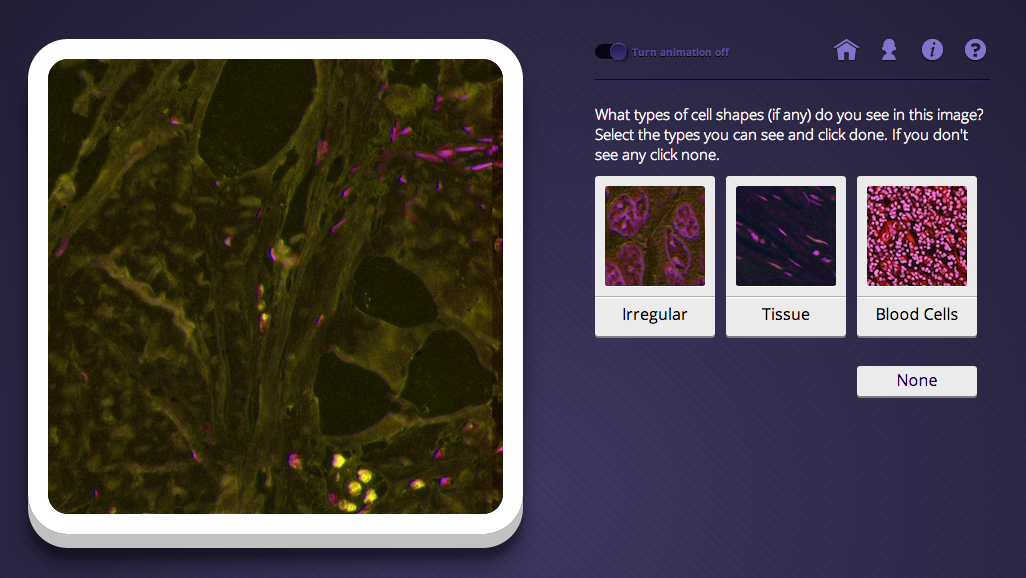 Turn animation off
i
?
What types of cell shapes (if any) do you see in this image?
Select the types you can see and click done. If you don't
see any click none.
Irregular
Tissue
Blood Cells
None